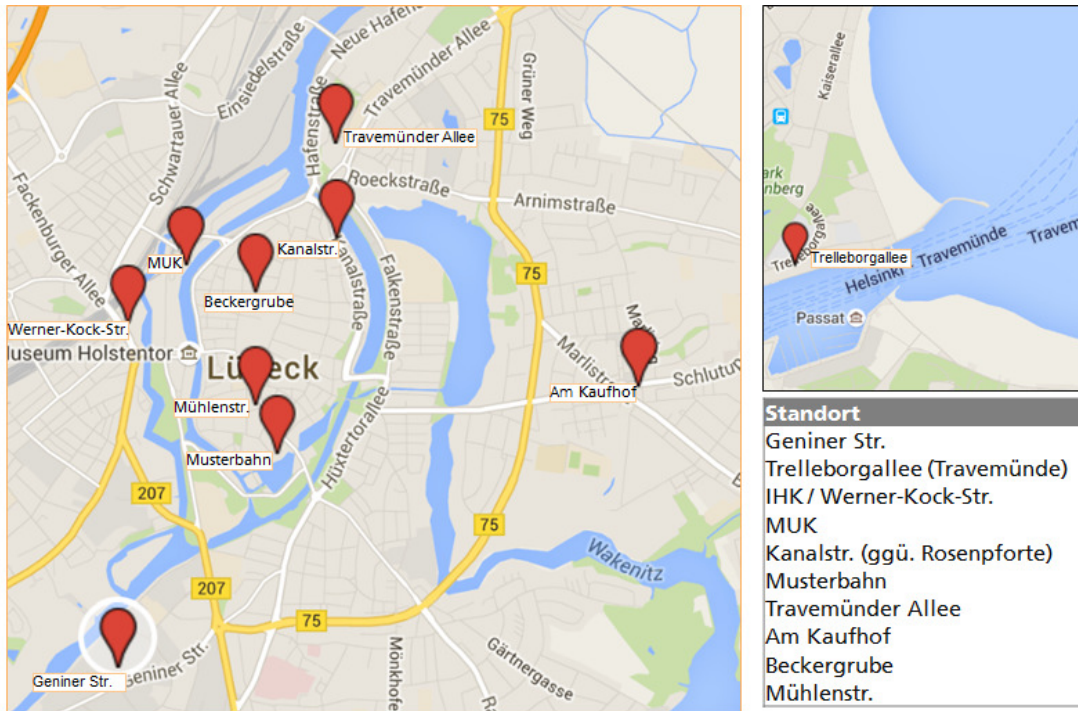 Neue Hafenstraße
Einsiedelstraße
Schwartauer Allee
Hafenstraße
Travemünder Allee
Grüner Weg
75
Travemünder Allee
Roeckstraße
Arnimstraße
Fackenburger Allee
MUK
Kanalstr.
Kanalstraße
Falkenstraße
Beckergrube
75
Werner-Kock-Str.
Museum Holstentor
Lübeck
Marlistraße
Am Kaufhof
Mühlenstr.
Musterbahn
Hüxtertorallee
207
75
Wakenitz
207
75
Geniner Str.
Geniner Str.
Mönkhofe
Gärtnergasse
Kaiserallee
Trelleborgallee
Helsinki - Travemünde
Passat
Standort
Geniner Str.
Trelleborgallee (Travemünde)
IHK / Werner-Kock-Str.
MUK
Kanalstr. (ggü. Rosenpforte)
Musterbahn
Travemünder Allee
Am Kaufhof
Beckergrube
Mühlenstr.